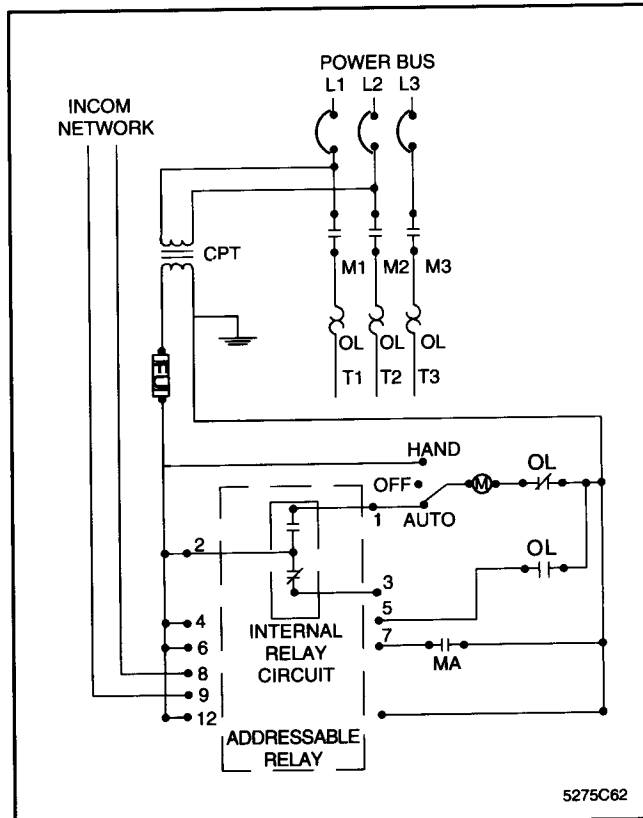 POWER BUS
L1 L2 L3
INCOM
NETWORK
CPT
M1 M2 M3
OL OL
T1 T2 T3
FU
HAND
OFF
AUTO
M
OL
1
2
3
OL
4
5
6
7
MA
8
9
12
INTERNAL
RELAY
CIRCUIT
ADDRESSABLE
RELAY
5275C62